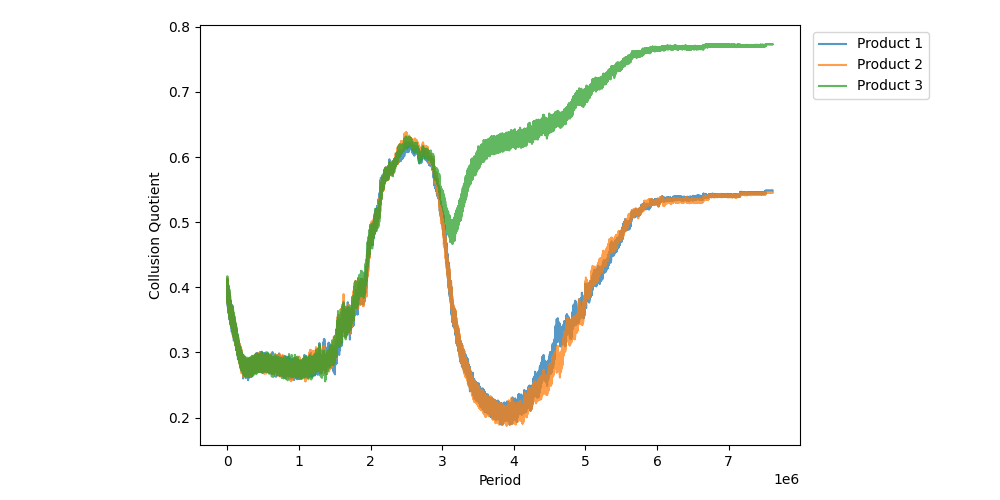 0.8
0.7
0.6
0.5
0.4
0.3
0.2
Collusion Quotient
0 1 2 3 4 5 6 7
1e6
Period
Product 1
Product 2
Product 3